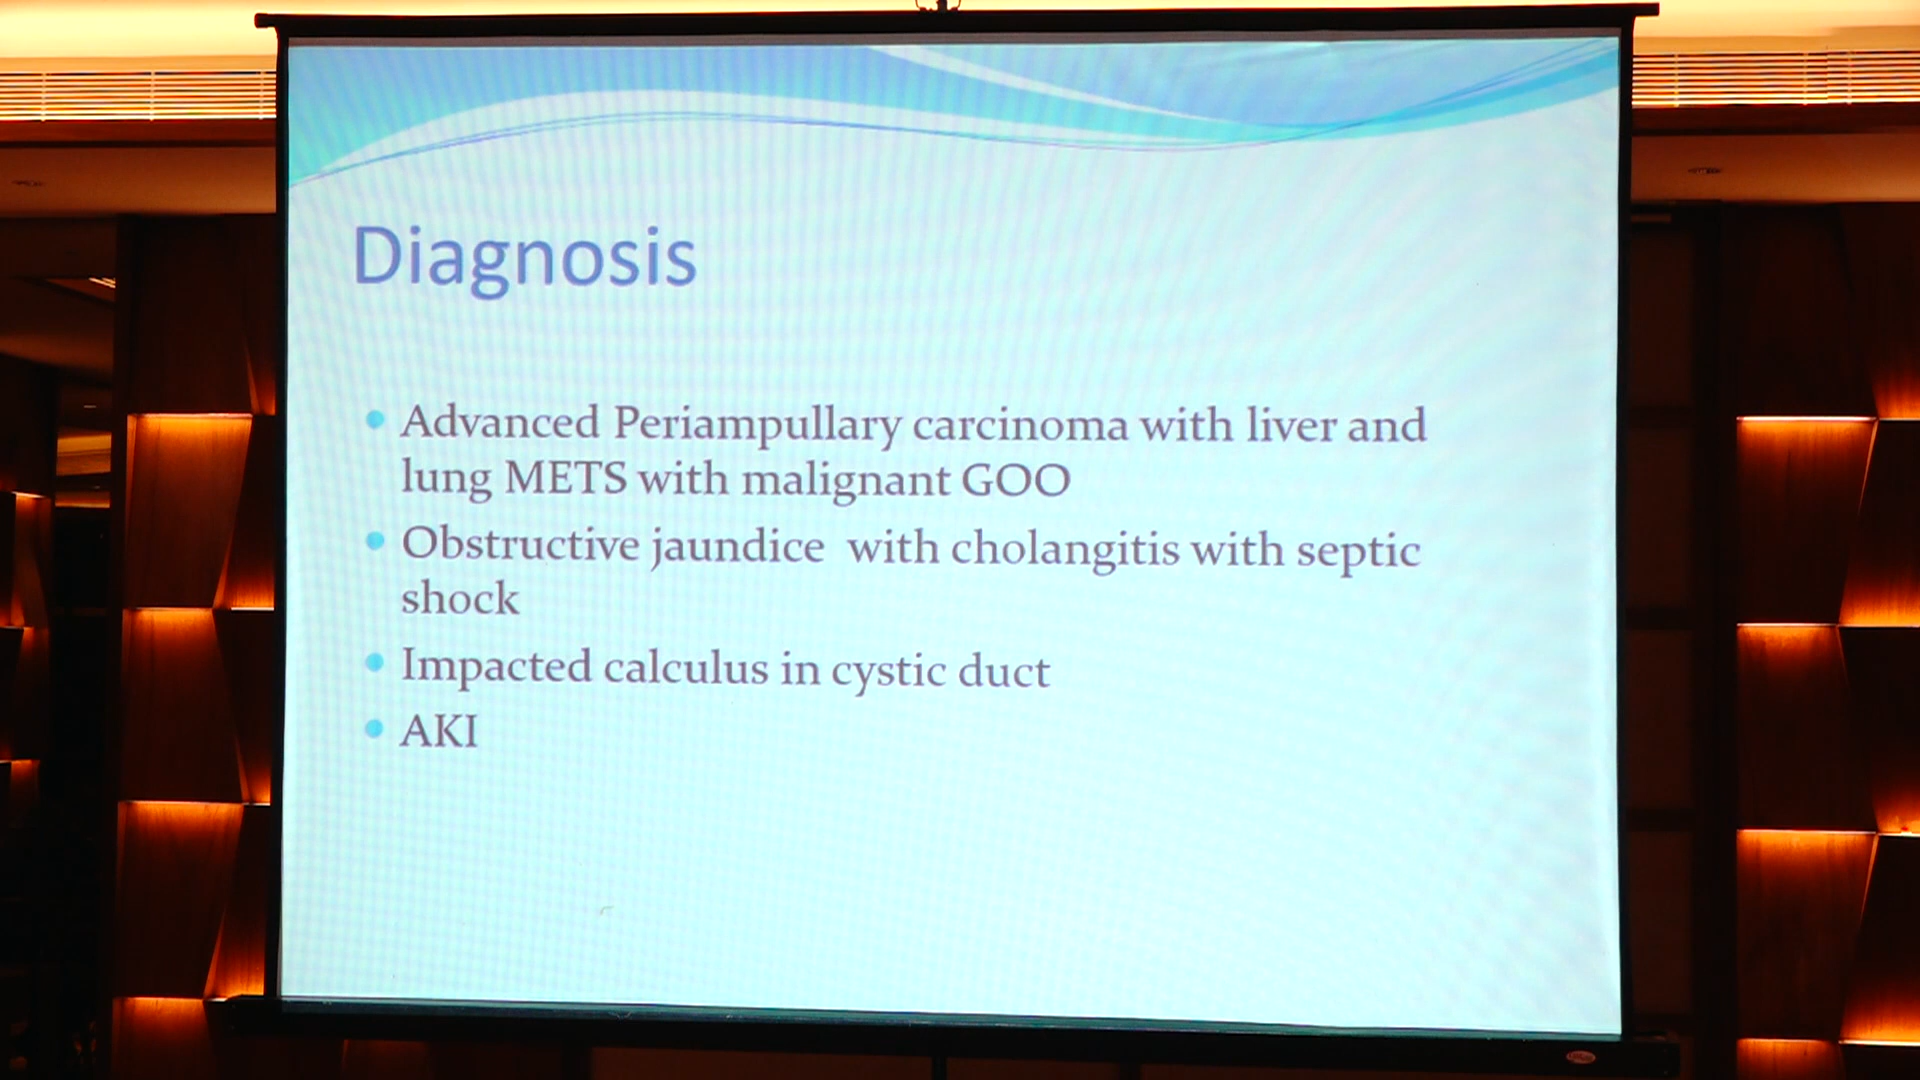 Diagnosis
• Advanced Periampullary carcinoma with liver and
lung METS with malignant GOO
• Obstructive jaundice with cholangitis with septic
shock
• Impacted calculus in cystic duct
• AKI